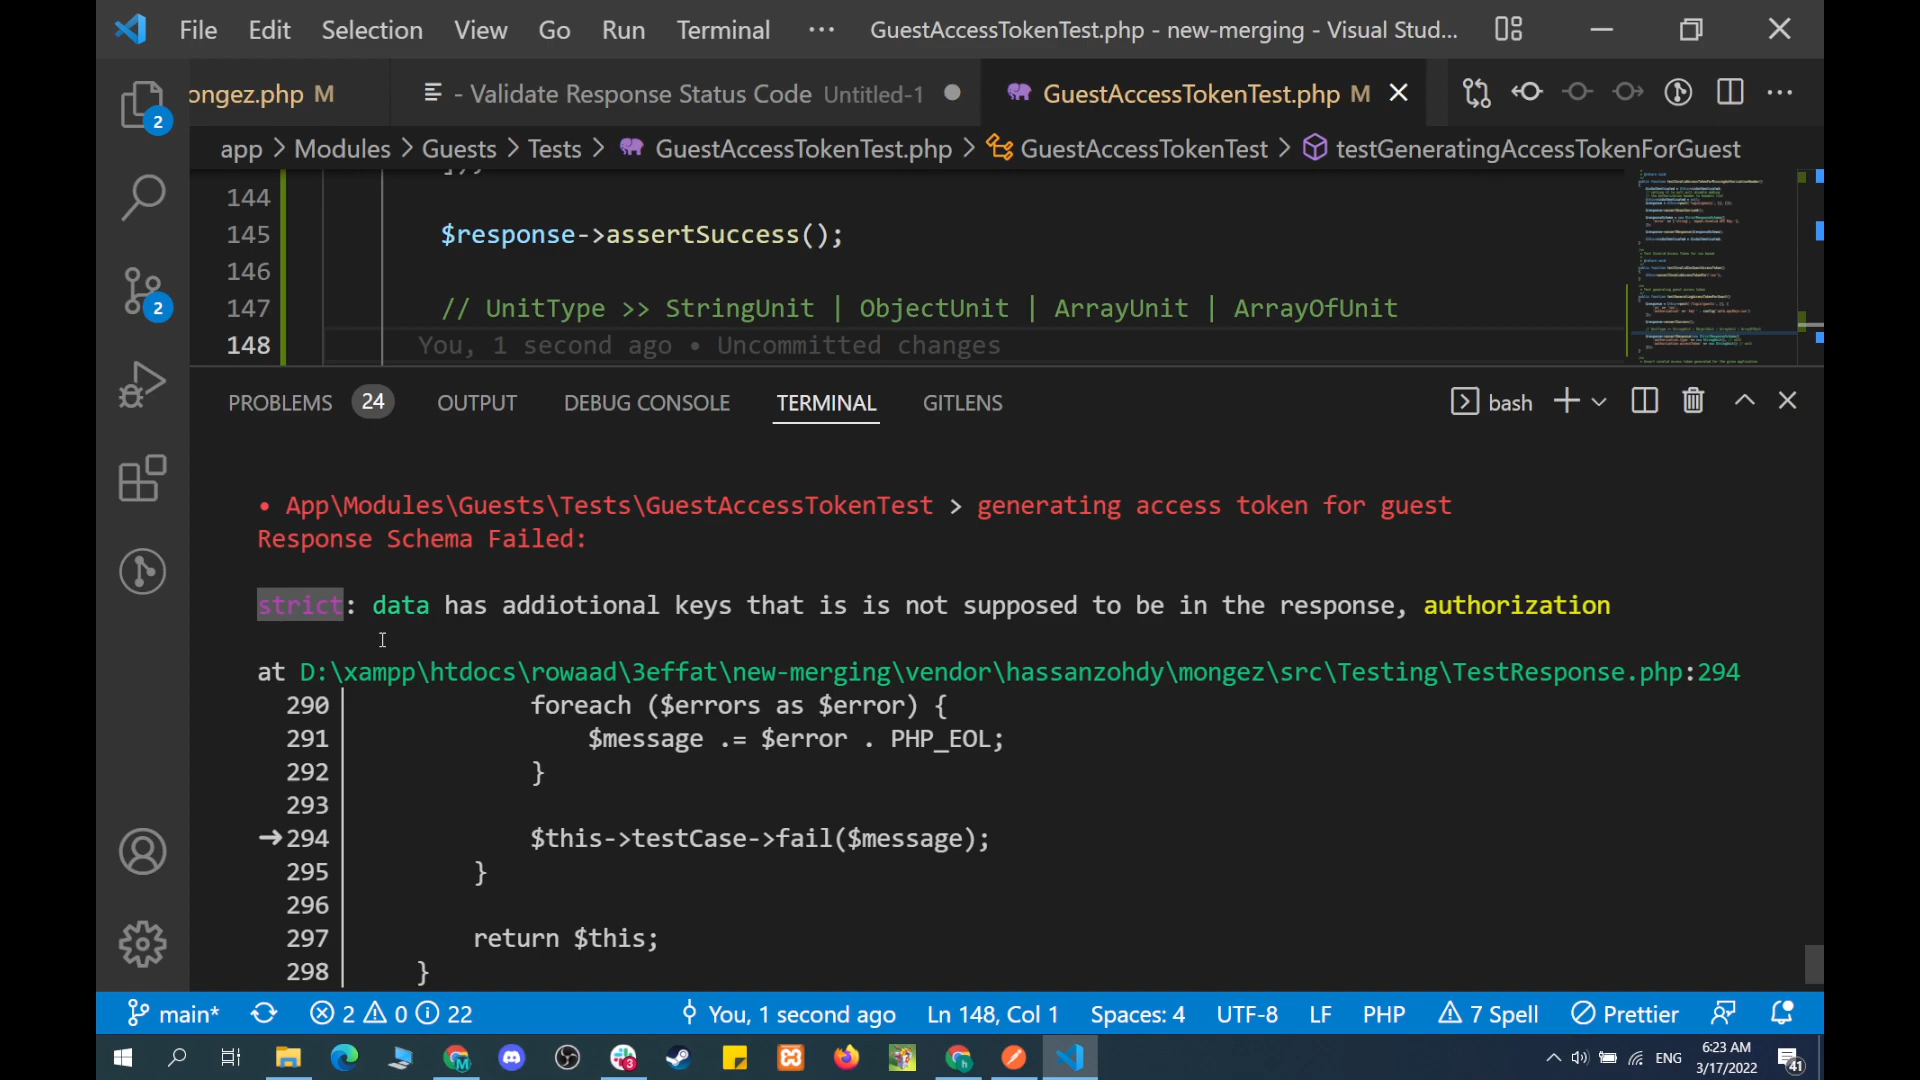 File Edit Selection View Go Run Terminal ··· GuestAccessTokenTest.php - new-merging - Visual Stud...
ongez.php M - Validate Response Status Code Untitled-1 GuestAccessTokenTest.php M
app > Modules > Guests > Tests > GuestAccessTokenTest.php > GuestAccessTokenTest > testGeneratingAccessTokenForGuest
144
145 $response->assertSuccess();
146
147 // UnitType >> StringUnit | ObjectUnit | ArrayUnit | ArrayOfUnit
148 You, 1 second ago • Uncommitted changes
PROBLEMS 24 OUTPUT DEBUG CONSOLE TERMINAL GITLENS bash
• App\Modules\Guests\Tests\GuestAccessTokenTest > generating access token for guest
Response Schema Failed:
strict: data has addiotional keys that is is not supposed to be in the response, authorization
at D:\xampp\htdocs\rowaad\3effat\new-merging\vendor\hassanzohdy\mongez\src\Testing\TestResponse.php:294
290 foreach ($errors as $error) {
291 $message .= $error . PHP_EOL;
292 }
293
294 $this->testCase->fail($message);
295 }
296
297 return $this;
298 }
main* 2 0 22 You, 1 second ago Ln 148, Col 1 Spaces: 4 UTF-8 LF PHP 7 Spell Prettier
ENG 6:23 AM 3/17/2022 41